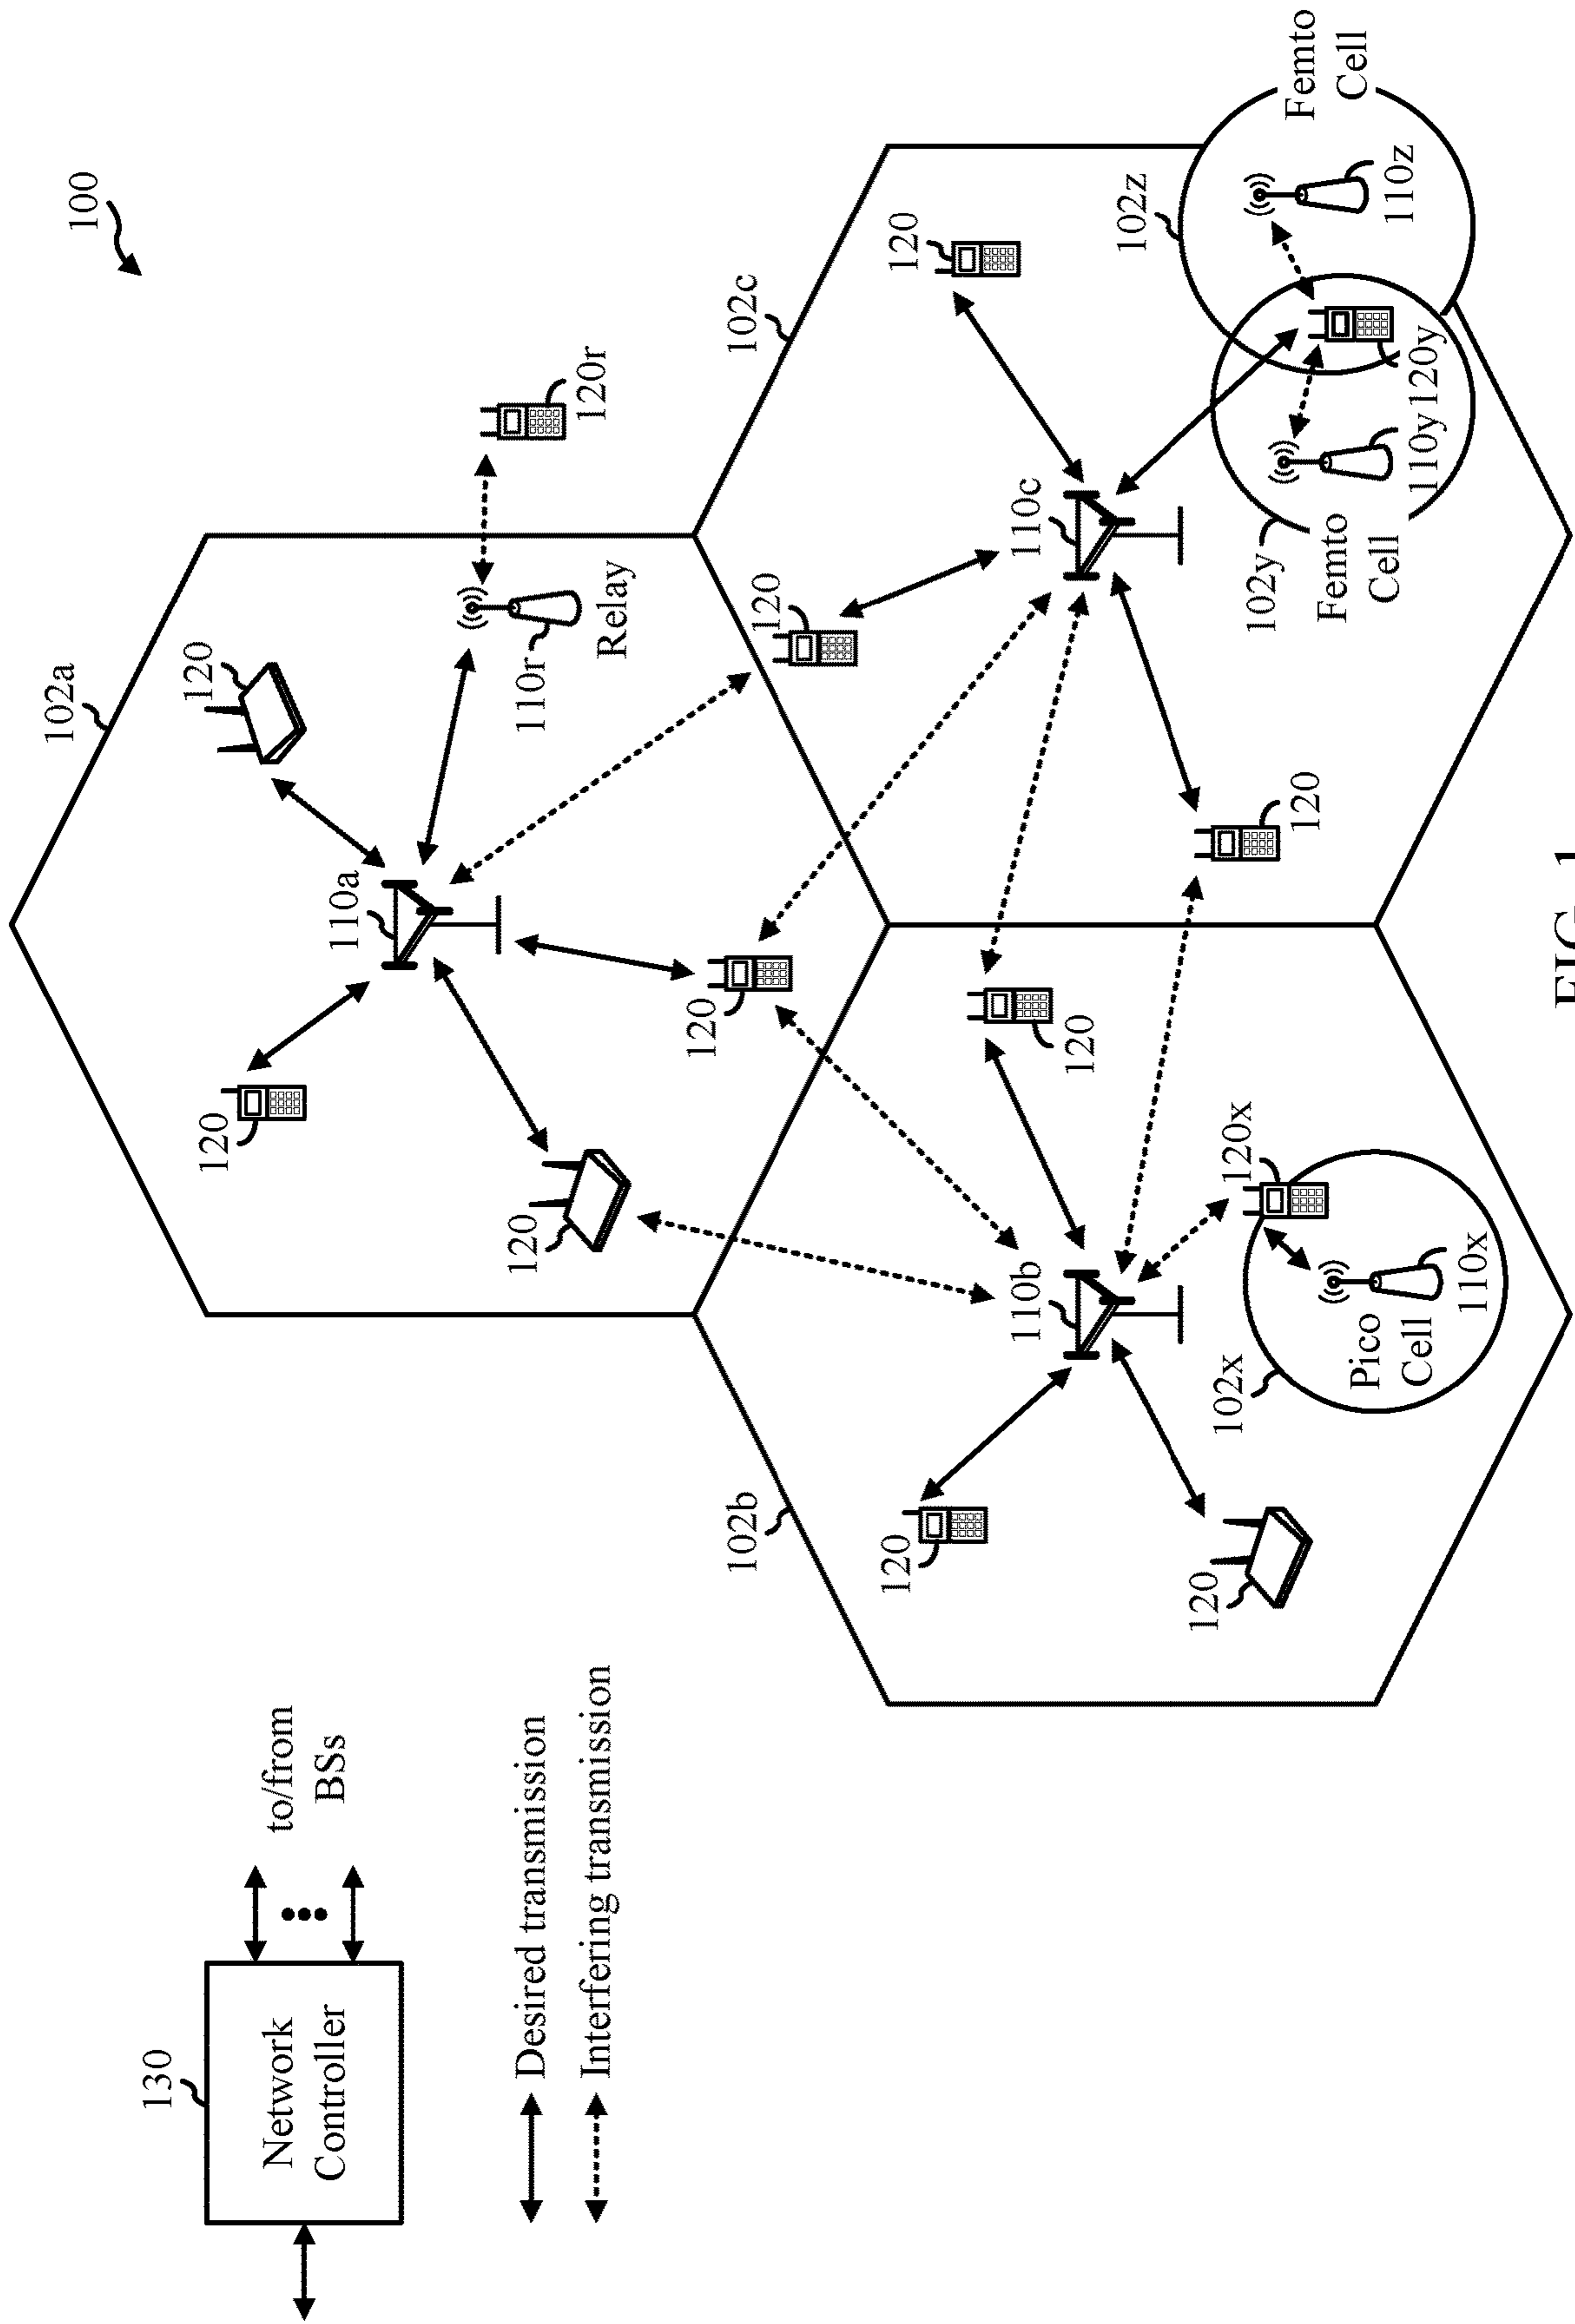 100
130
Network
Controller
to/from
BSs
Desired transmission
Interfering transmission
102a
120
120
110a
120
110r
Relay
120r
120
120
102b
102c
120
110b
120
110c
120
120
102x
Pico
Cell
110x
120x
120
102y
Femto
Cell
110y
120y
102z
110z
Femto
Cell
FIG. 1